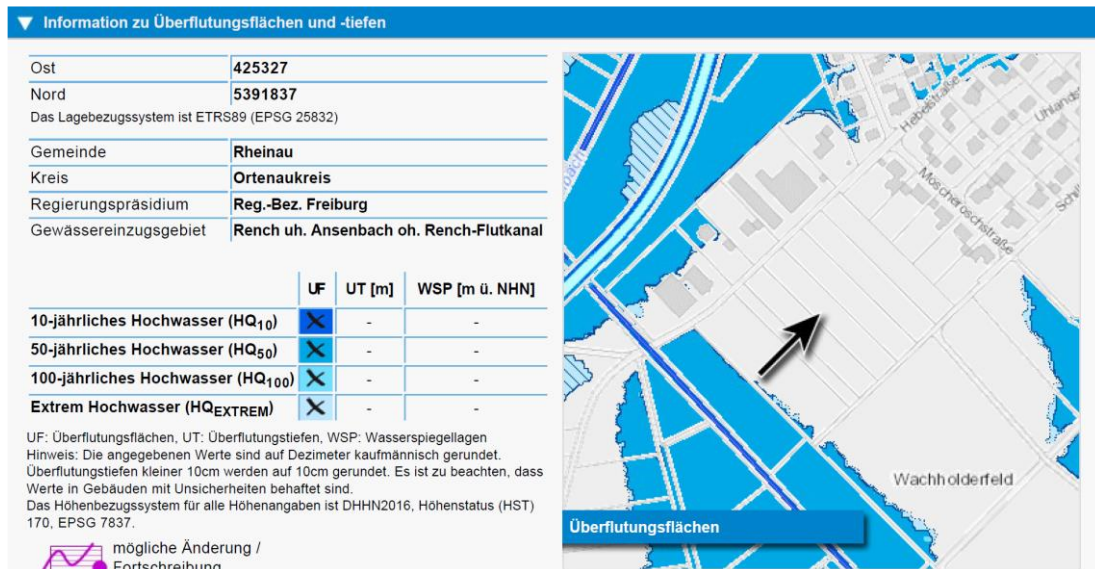 Information zu Überflutungsflächen und -tiefen
Ost 425327
Nord 5391837
Das Lagebezugssystem ist ETRS89 (EPSG 25832)
Gemeinde Rheinau
Kreis Ortenaukreis
Regierungspräsidium Reg.-Bez. Freiburg
Gewässereinzugsgebiet Rench uh. Ansenbach oh. Rench-Flutkanal
UF UT [m] WSP [m ü. NHN]
10-jährliches Hochwasser (HQ10) - -
50-jährliches Hochwasser (HQ50) - -
100-jährliches Hochwasser (HQ100) - -
Extrem Hochwasser (HQEXTREM) - -
UF: Überflutungsflächen, UT: Überflutungstiefen, WSP: Wasserspiegellagen
Hinweis: Die angegebenen Werte sind auf Dezimeter kaufmännisch gerundet.
Überflutungstiefen kleiner 10cm werden auf 10cm gerundet. Es ist zu beachten, dass
Werte in Gebäuden mit Unsicherheiten behaftet sind.
Das Höhenbezugssystem für alle Höhenangaben ist DHHN2016, Höhenstatus (HST)
170, EPSG 7837.
mögliche Änderung /
Fortschreibung
Hebelstraße
Uhlandst
Moscheroschstraße
Schil
bach
Wachholderfeld
Überflutungsflächen